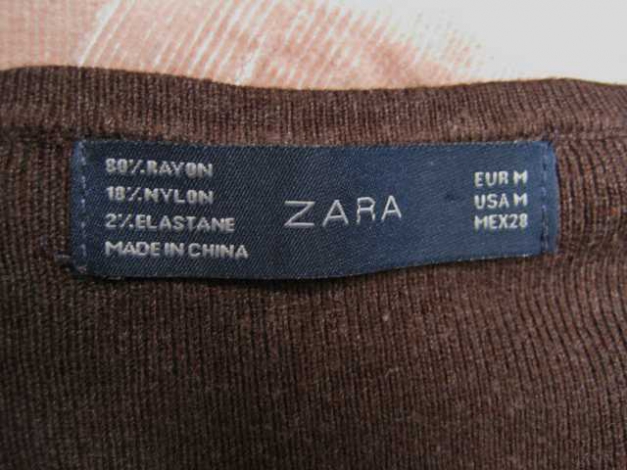 80%.RAYON
18%.NYLON
2%.ELASTANE
MADE IN CHINA
ZARA
EUR M
USA M
MEX28